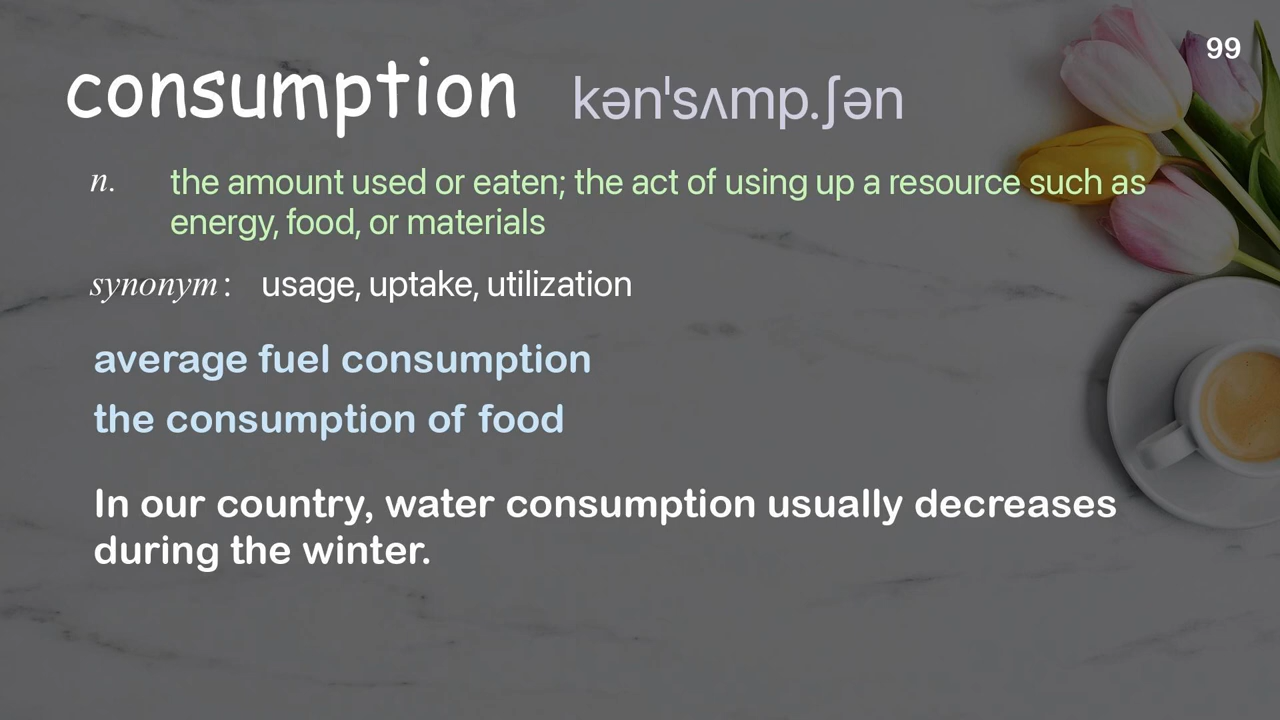 99
consumption kən'sʌmp.ʃən
n. the amount used or eaten; the act of using up a resource such as
energy, food, or materials
synonym: usage, uptake, utilization
average fuel consumption
the consumption of food
In our country, water consumption usually decreases
during the winter.